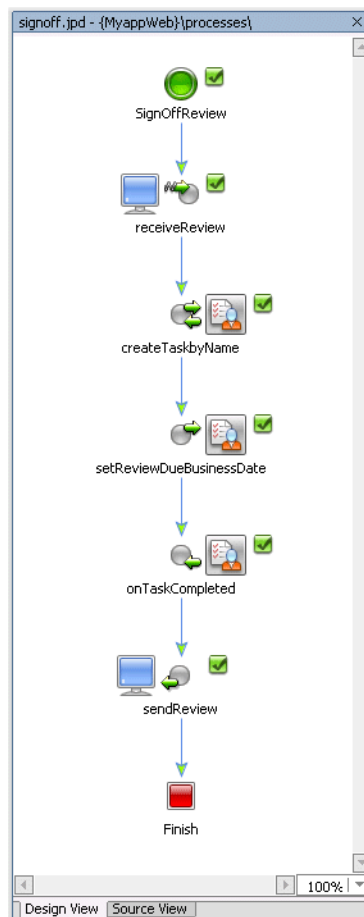 signoff.jpd - {MyappWeb}\processes\
SignOffReview
receiveReview
createTaskbyName
setReviewDueBusinessDate
onTaskCompleted
sendReview
Finish
100%
Design View Source View